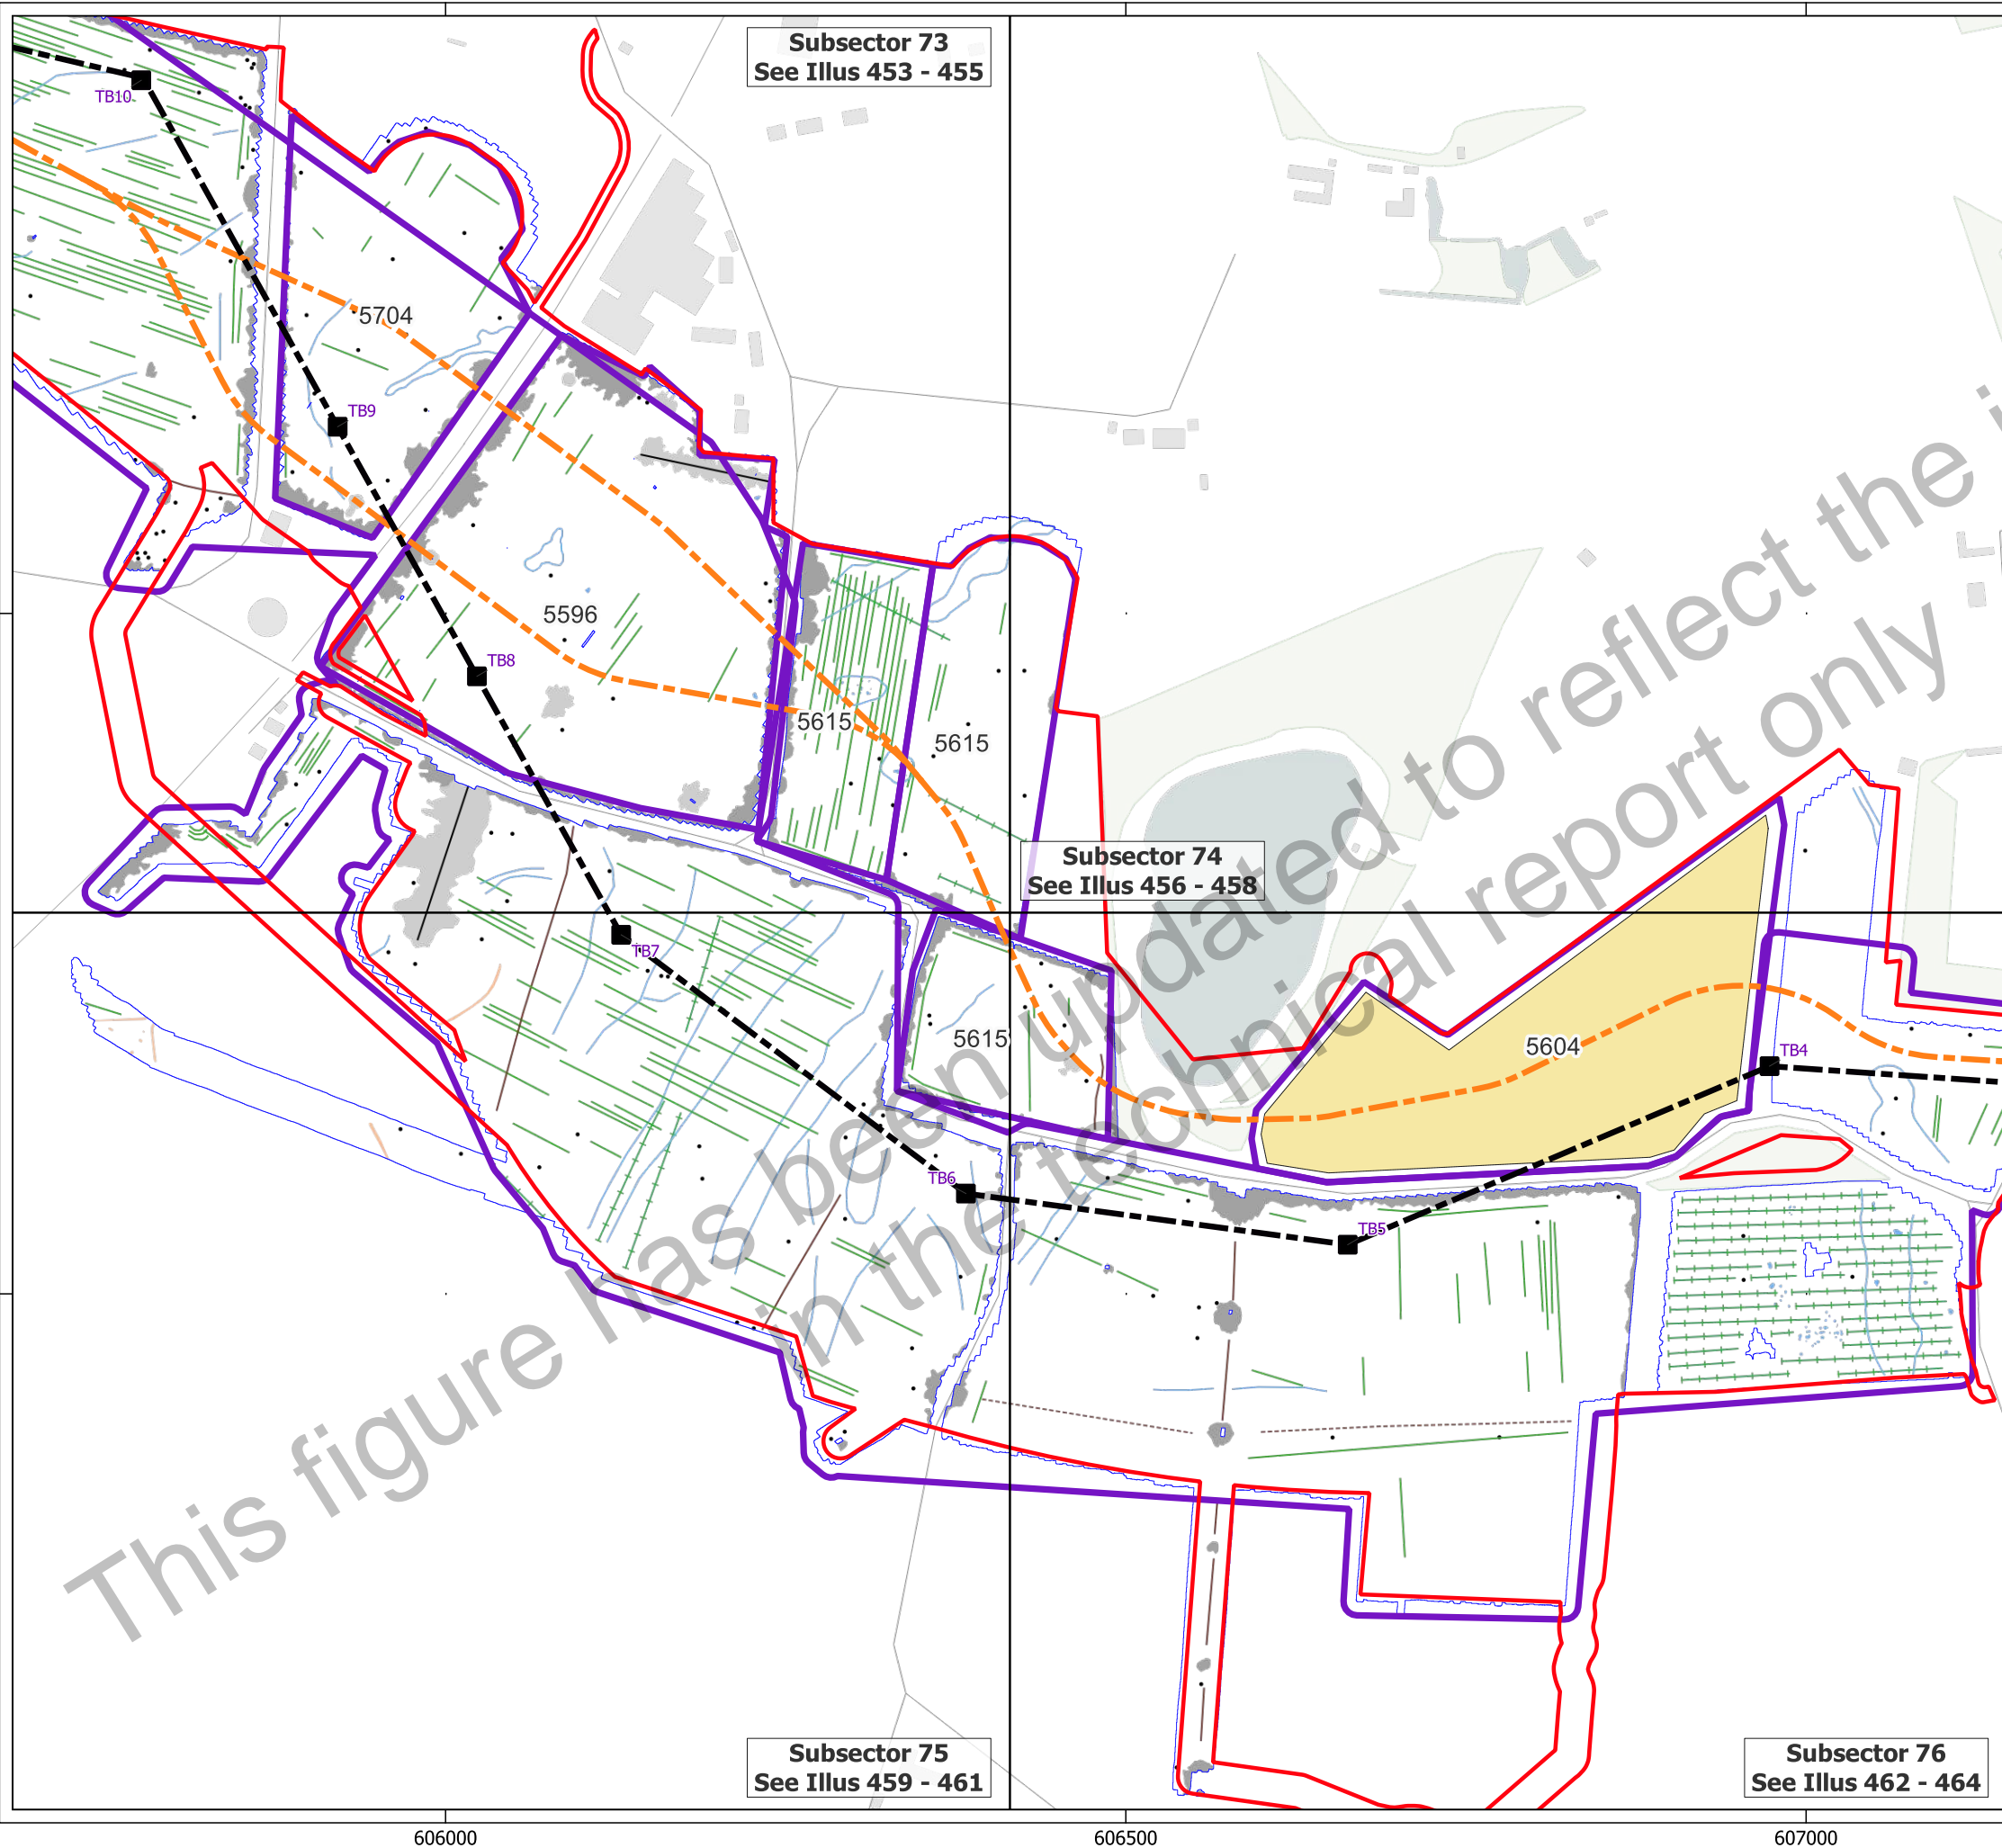 Subsector 73
See Illus 453 - 455
TB10
5704
TB9
5596
TB8
5615
5615
Subsector 74
See Illus 456 - 458
TB7
5615
5604
TB4
TB6
TB5
This figure has been updated to reflect the i
in the technical report only
Subsector 75
See Illus 459 - 461
Subsector 76
See Illus 462 - 464
606000
606500
607000